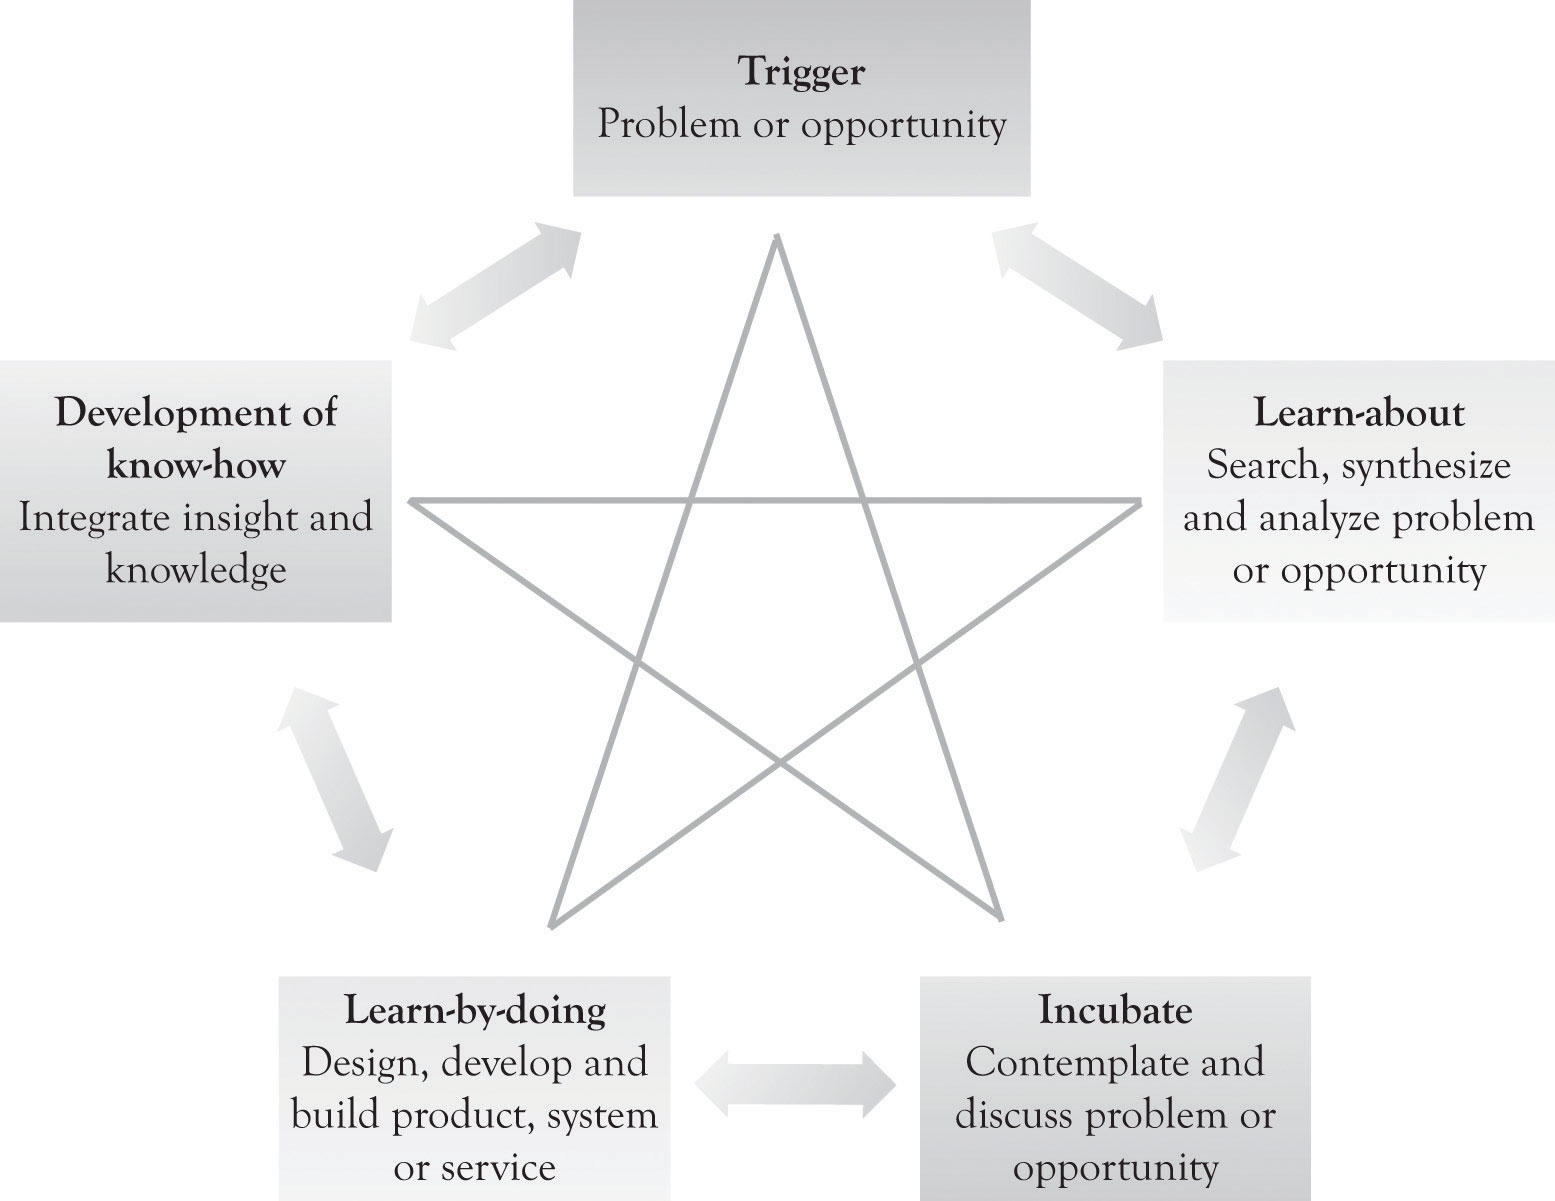 Trigger
Problem or opportunity
Development of
know-how
Integrate insight and
knowledge
Learn-about
Search, synthesize
and analyze problem
or opportunity
Learn-by-doing
Design, develop and
build product, system
or service
Incubate
Contemplate and
discuss problem or
opportunity